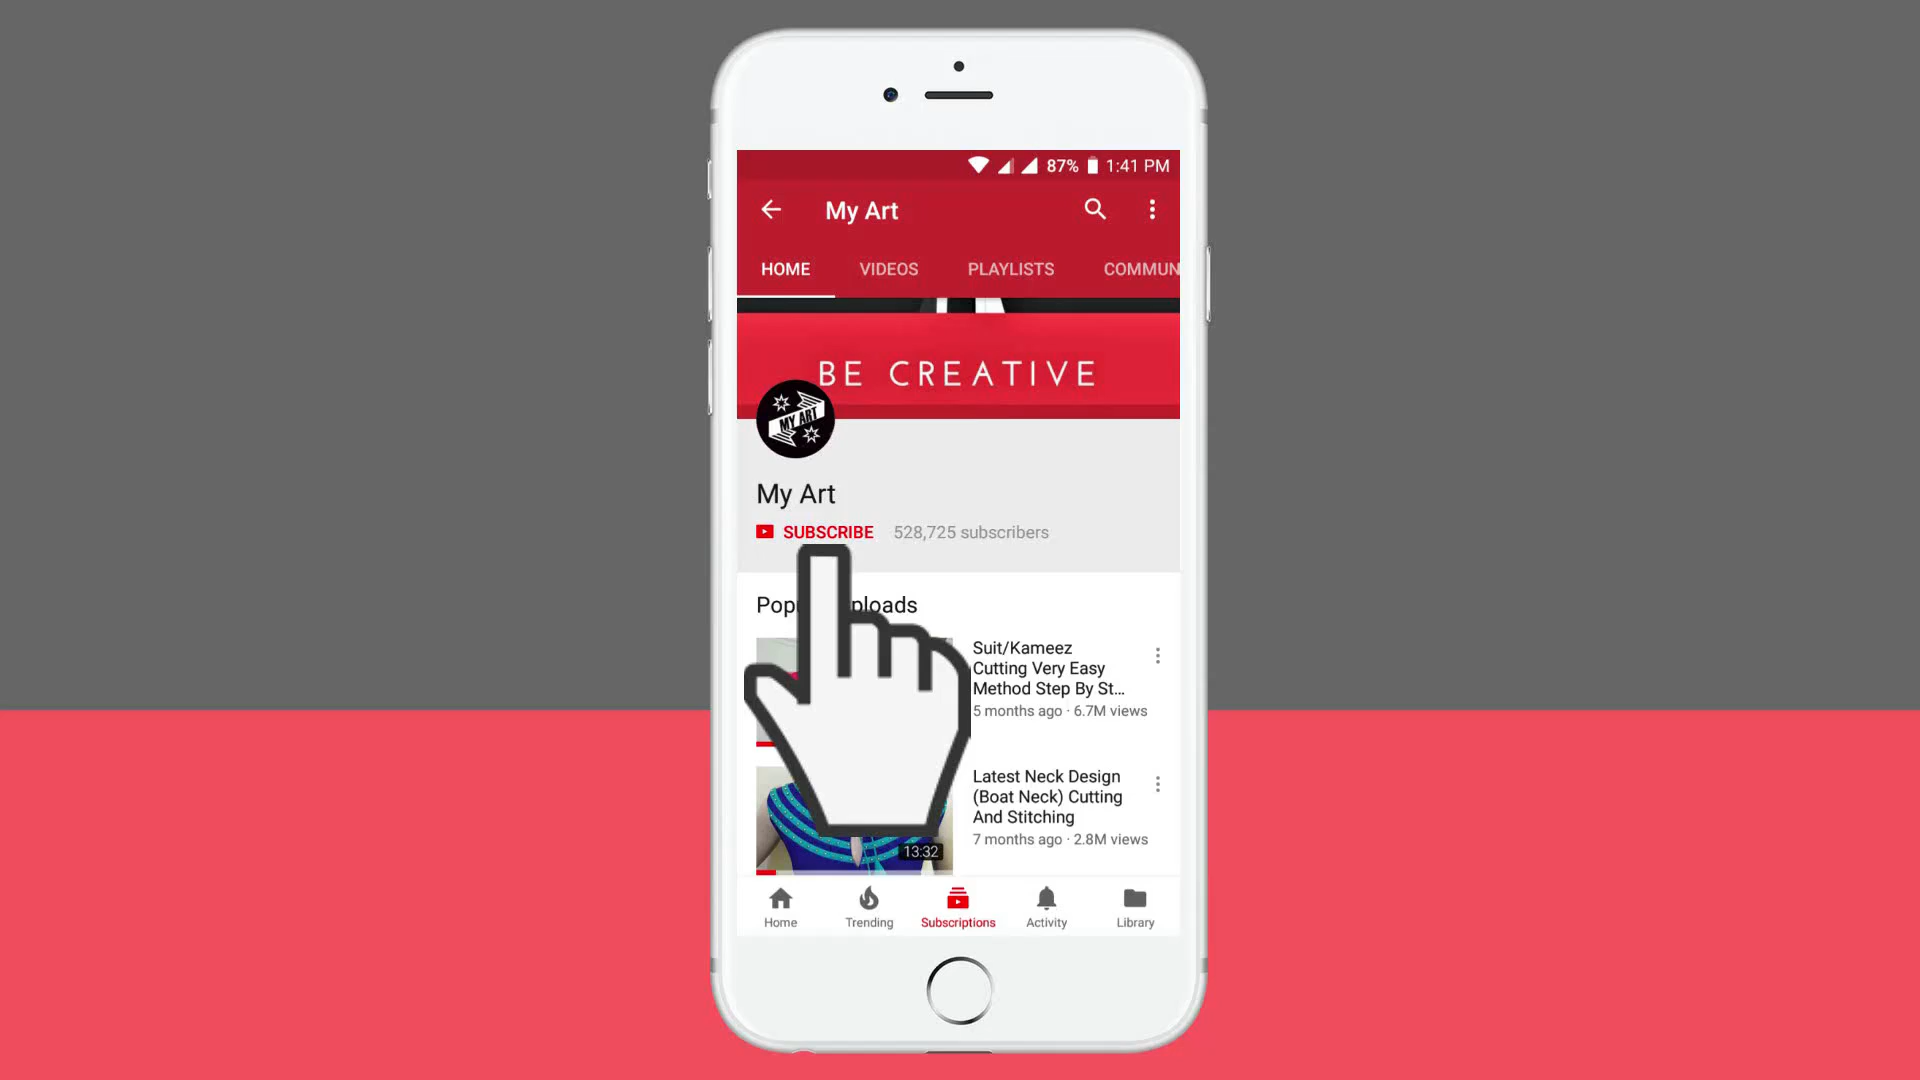 87% 1:41 PM
My Art
HOME VIDEOS PLAYLISTS COMMUN
BE CREATIVE
MY ART
My Art
SUBSCRIBE 528,725 subscribers
Pop ploads
Suit/Kameez
Cutting Very Easy
Method Step By St...
5 months ago · 6.7M views
Latest Neck Design
(Boat Neck) Cutting
And Stitching
7 months ago · 2.8M views
13:32
Home Trending Subscriptions Activity Library